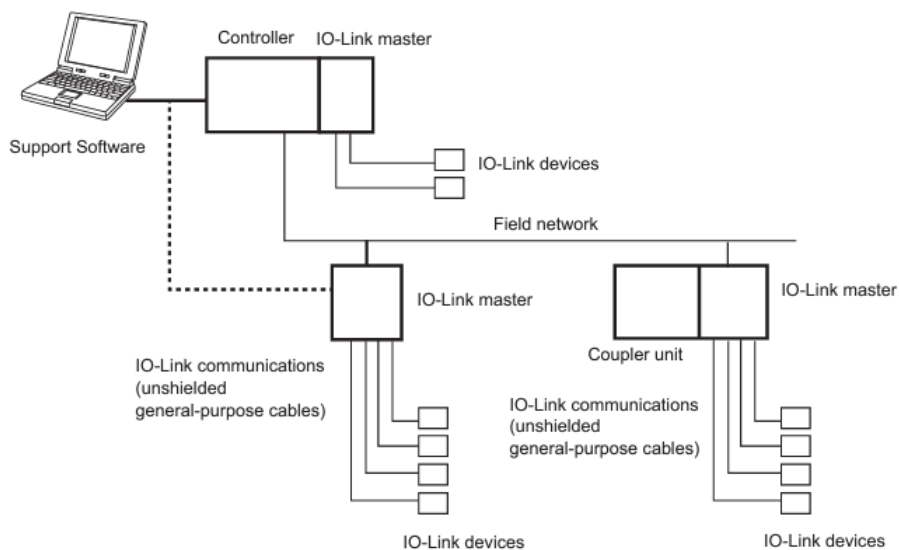 Controller
IO-Link master
Support Software
IO-Link devices
Field network
IO-Link master
IO-Link master
Coupler unit
IO-Link communications
(unshielded
general-purpose cables)
IO-Link communications
(unshielded
general-purpose cables)
IO-Link devices
IO-Link devices